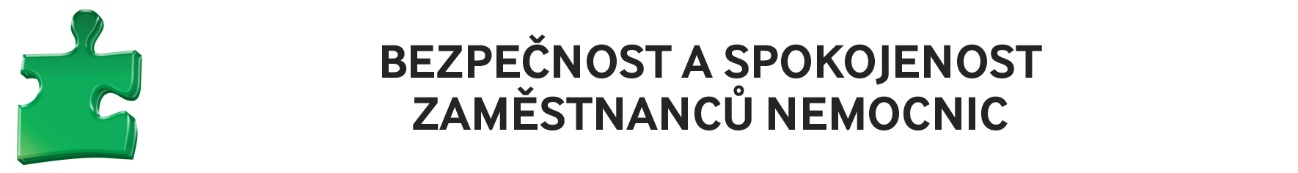 BEZPEČNOST A SPOKOJENOST
ZAMĚSTNANCŮ NEMOCNIC